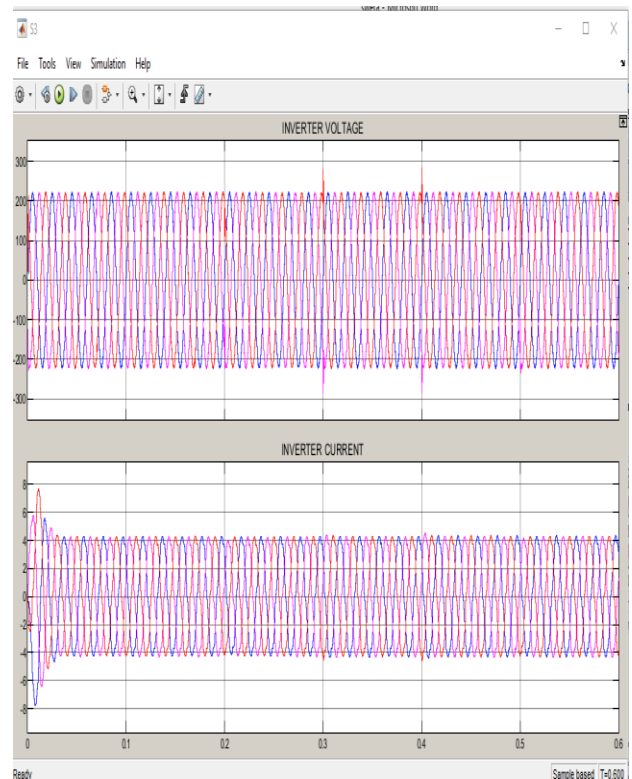 S3
File Tools View Simulation Help
INVERTER VOLTAGE
300
200
100
0
-100
-200
-300
INVERTER CURRENT
8
6
4
2
0
-2
-4
-6
-8
0 0.1 0.2 0.3 0.4 0.5 0.6
Ready Sample based T=0.600